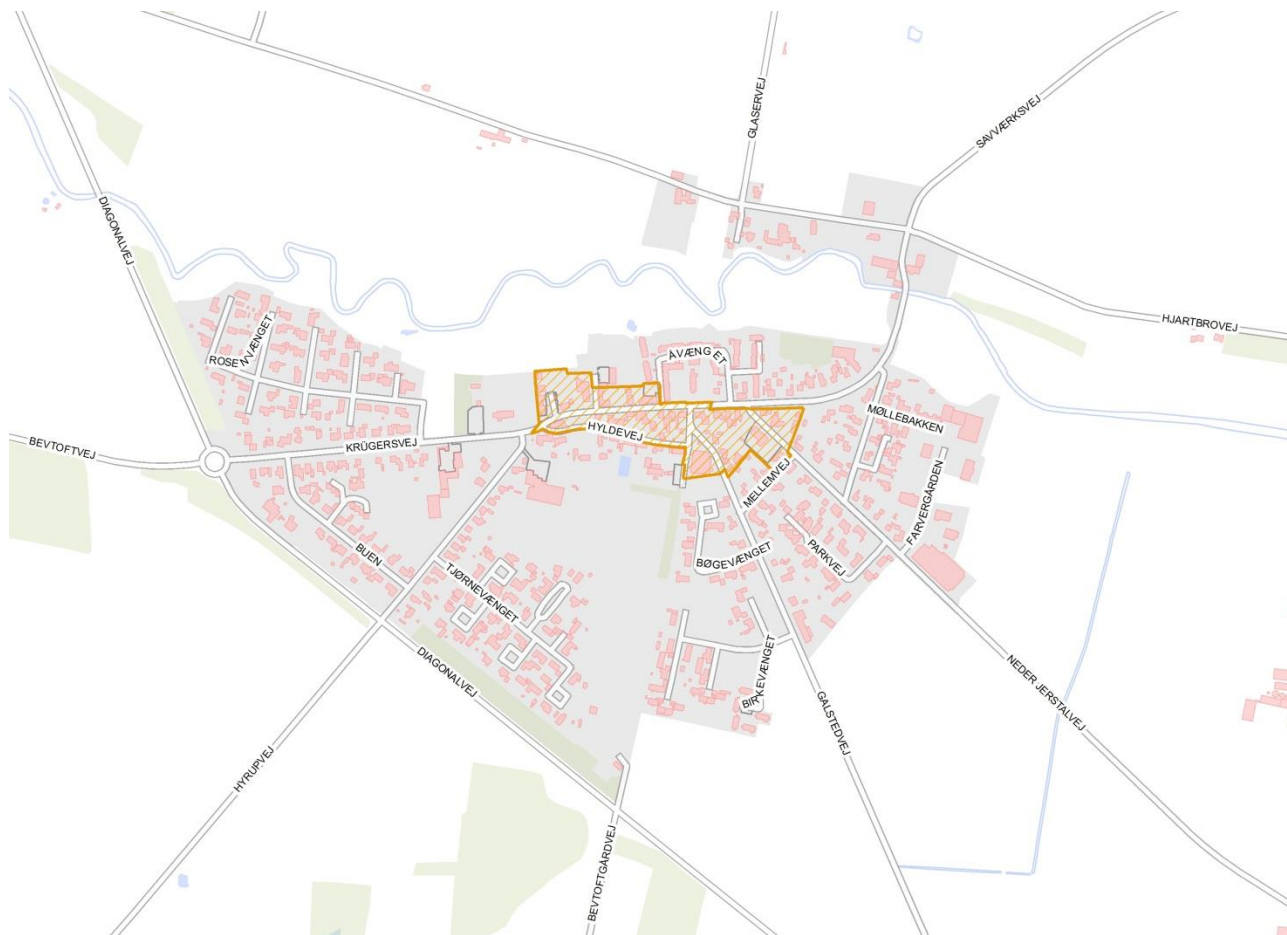 GLASERVEJ
SAVVÆRKSVEJ
DIAGONALVEJ
HJARTBROVEJ
ROSENVÆNGET
ÅVÆNGET
MØLLEBAKKEN
HYLDEVEJ
KRÜGERSVEJ
BEVTOFTVEJ
MELLEMVEJ
FARVERGÅRDEN
BUEN
BØGEVÆNGET
PARKVEJ
TJØRNEVÆNGET
DIAGONALVEJ
BIRKEVÆNGET
GALSTEDVEJ
NEDER JERSTALVEJ
HYRUPVEJ
BEVTOFTGÅRDVEJ